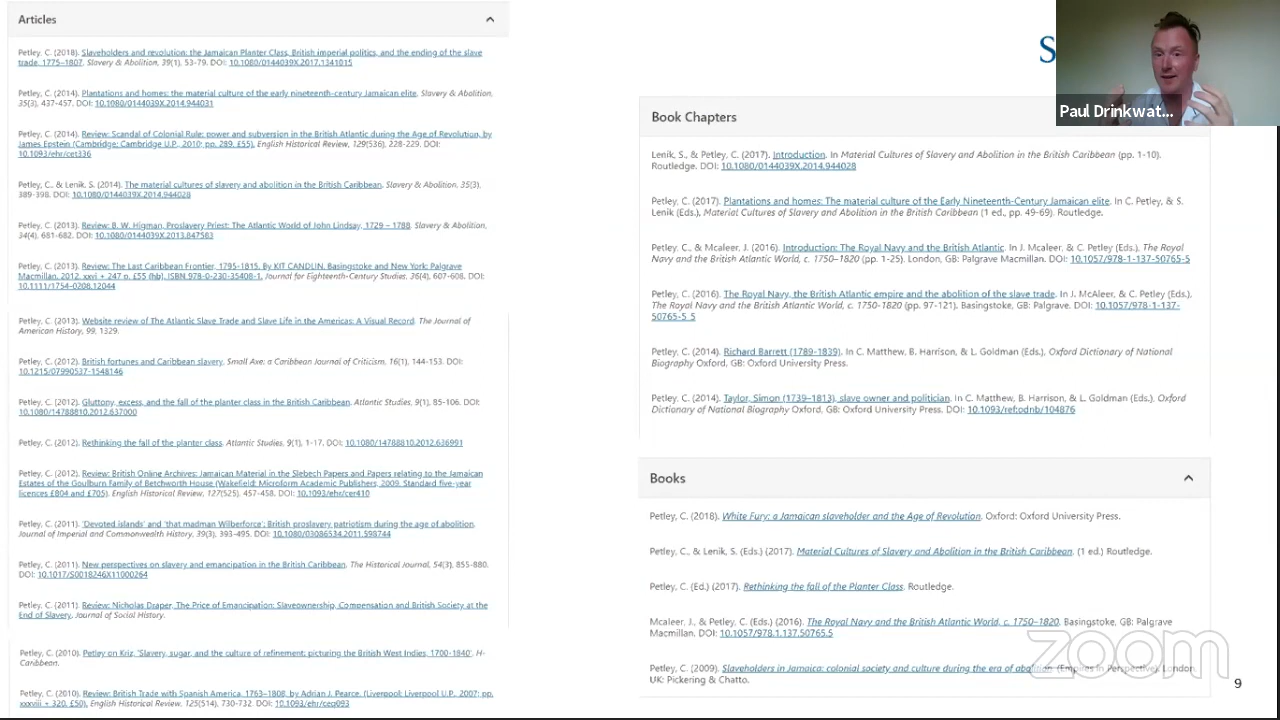 Articles
Petley, C. (2018). Slaveholders and revolution: the Jamaican Planter Class, British imperial politics, and the ending of the slave
trade, 1775–1807. Slavery & Abolition, 39(1), 53-79. DOI: 10.1080/0144039X.2017.1341015
Petley, C. (2014). Plantations and homes: the material culture of the early nineteenth-century Jamaican elite. Slavery & Abolition,
35(3), 437-457. DOI: 10.1080/0144039X.2014.944031
Petley, C. (2014). Review: Scandal of Colonial Rule: power and subversion in the British Atlantic during the Age of Revolution, by
James Epstein (Cambridge: Cambridge U.P., 2010; pp. 289. £55). English Historical Review, 129(536), 228-229. DOI:
10.1093/ehr/cet336
Petley, C., & Lenik, S. (2014). The material cultures of slavery and abolition in the British Caribbean. Slavery & Abolition, 35(3),
389-398. DOI: 10.1080/0144039X.2014.944028
Petley, C. (2013). Review: B. W. Higman, Proslavery Priest: The Atlantic World of John Lindsay, 1729 – 1788. Slavery & Abolition,
34(4), 681-682. DOI: 10.1080/0144039X.2013.847583
Petley, C. (2013). Review: The Last Caribbean Frontier, 1795-1815. By KIT CANDLIN. Basingstoke and New York: Palgrave
Macmillan. 2012. xxvi + 247 p. £55 (hb). ISBN 978-0-230-35408-1. Journal for Eighteenth-Century Studies, 36(4), 607-608. DOI:
10.1111/1754-0208.12044
Petley, C. (2013). Website review of The Atlantic Slave Trade and Slave Life in the Americas: A Visual Record. The Journal of
American History, 99, 1329.
Petley, C. (2012). British fortunes and Caribbean slavery. Small Axe: a Caribbean Journal of Criticism, 16(1), 144-153. DOI:
10.1215/07990537-1548146
Petley, C. (2012). Gluttony, excess, and the fall of the planter class in the British Caribbean. Atlantic Studies, 9(1), 85-106. DOI:
10.1080/14788810.2012.637000
Petley, C. (2012). Rethinking the fall of the planter class. Atlantic Studies, 9(1), 1-17. DOI: 10.1080/14788810.2012.636991
Petley, C. (2012). Review: British Online Archives: Jamaican Material in the Slebech Papers and Papers relating to the Jamaican
Estates of the Goulburn Family of Betchworth House (Wakefield: Microform Academic Publishers, 2009. Standard five-year
licences £804 and £705). English Historical Review, 127(525), 457-458. DOI: 10.1093/ehr/cer410
Petley, C. (2011). 'Devoted islands' and 'that madman Wilberforce': British proslavery patriotism during the age of abolition.
Journal of Imperial and Commonwealth History, 39(3), 393-495. DOI: 10.1080/03086534.2011.598744
Petley, C. (2011). New perspectives on slavery and emancipation in the British Caribbean. The Historical Journal, 54(3), 855-880.
DOI: 10.1017/S0018246X11000264
Petley, C. (2011). Review: Nicholas Draper, The Price of Emancipation: Slaveownership, Compensation and British Society at the
End of Slavery. Journal of Social History.
Petley, C. (2010). Petley on Kriz, 'Slavery, sugar, and the culture of refinement: picturing the British West Indies, 1700-1840'. H-
Caribbean.
Petley, C. (2010). Review: British Trade with Spanish America, 1763–1808, by Adrian J. Pearce. (Liverpool: Liverpool U.P., 2007; pp.
xxxviii + 320. £50). English Historical Review, 125(514), 730-732. DOI: 10.1093/ehr/ceq093
S
Paul Drinkwat...
Book Chapters
Lenik, S., & Petley, C. (2017). Introduction. In Material Cultures of Slavery and Abolition in the British Caribbean (pp. 1-10).
Routledge. DOI: 10.1080/0144039X.2014.944028
Petley, C. (2017). Plantations and homes: The material culture of the Early Nineteenth-Century Jamaican elite. In C. Petley, & S.
Lenik (Eds.), Material Cultures of Slavery and Abolition in the British Caribbean (1 ed., pp. 49-69). Routledge.
Petley, C., & Mcaleer, J. (2016). Introduction: The Royal Navy and the British Atlantic. In J. Mcaleer, & C. Petley (Eds.), The Royal
Navy and the British Atlantic World, c. 1750–1820 (pp. 1-25). London, GB: Palgrave Macmillan. DOI: 10.1057/978-1-137-50765-5
Petley, C. (2016). The Royal Navy, the British Atlantic empire and the abolition of the slave trade. In J. Mcaleer, & C. Petley (Eds.),
The Royal Navy and the British Atlantic World, c. 1750-1820 (pp. 97-121). Basingstoke, GB: Palgrave. DOI: 10.1057/978-1-137-
50765-5_5
Petley, C. (2014). Richard Barrett (1789-1839). In C. Matthew, B. Harrison, & L. Goldman (Eds.), Oxford Dictionary of National
Biography Oxford, GB: Oxford University Press.
Petley, C. (2014). Taylor, Simon (1739–1813), slave owner and politician. In C. Matthew, B. Harrison, & L. Goldman (Eds.), Oxford
Dictionary of National Biography Oxford, GB: Oxford University Press. DOI: 10.1093/ref:odnb/104876
Books
Petley, C. (2018). White Fury: a Jamaican slaveholder and the Age of Revolution. Oxford: Oxford University Press.
Petley, C., & Lenik, S. (Eds.) (2017). Material Cultures of Slavery and Abolition in the British Caribbean. (1 ed.) Routledge.
Petley, C. (Ed.) (2017). Rethinking the fall of the Planter Class. Routledge.
Mcaleer, J., & Petley, C. (Eds.) (2016). The Royal Navy and the British Atlantic World, c. 1750–1820. Basingstoke, GB: Palgrave
Macmillan. DOI: 10.1057/978.1.137.50765.5
Petley, C. (2009). Slaveholders in Jamaica: colonial society and culture during the era of abolition. (Empires in Perspective). London,
UK: Pickering & Chatto.
zoom
9